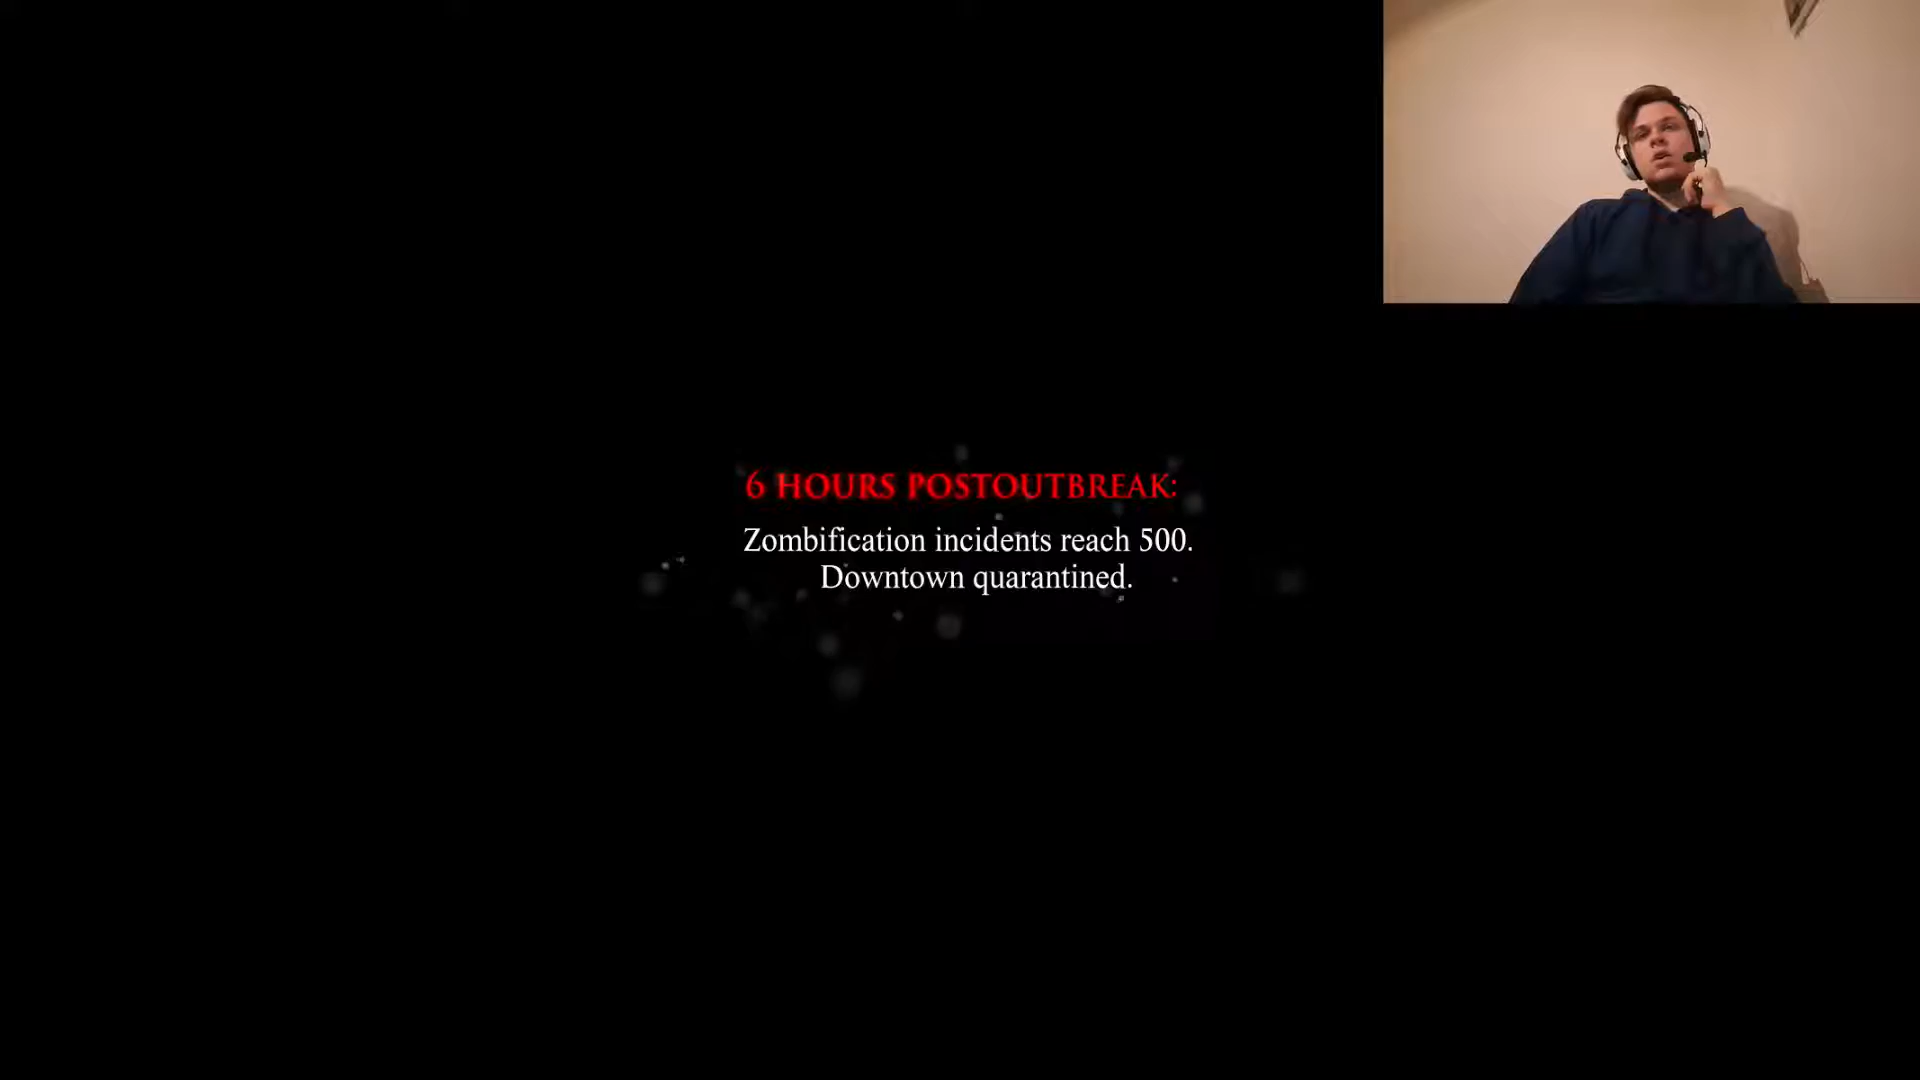 6 HOURS POSTOUTBREAK:
Zombification incidents reach 500.
Downtown quarantined.